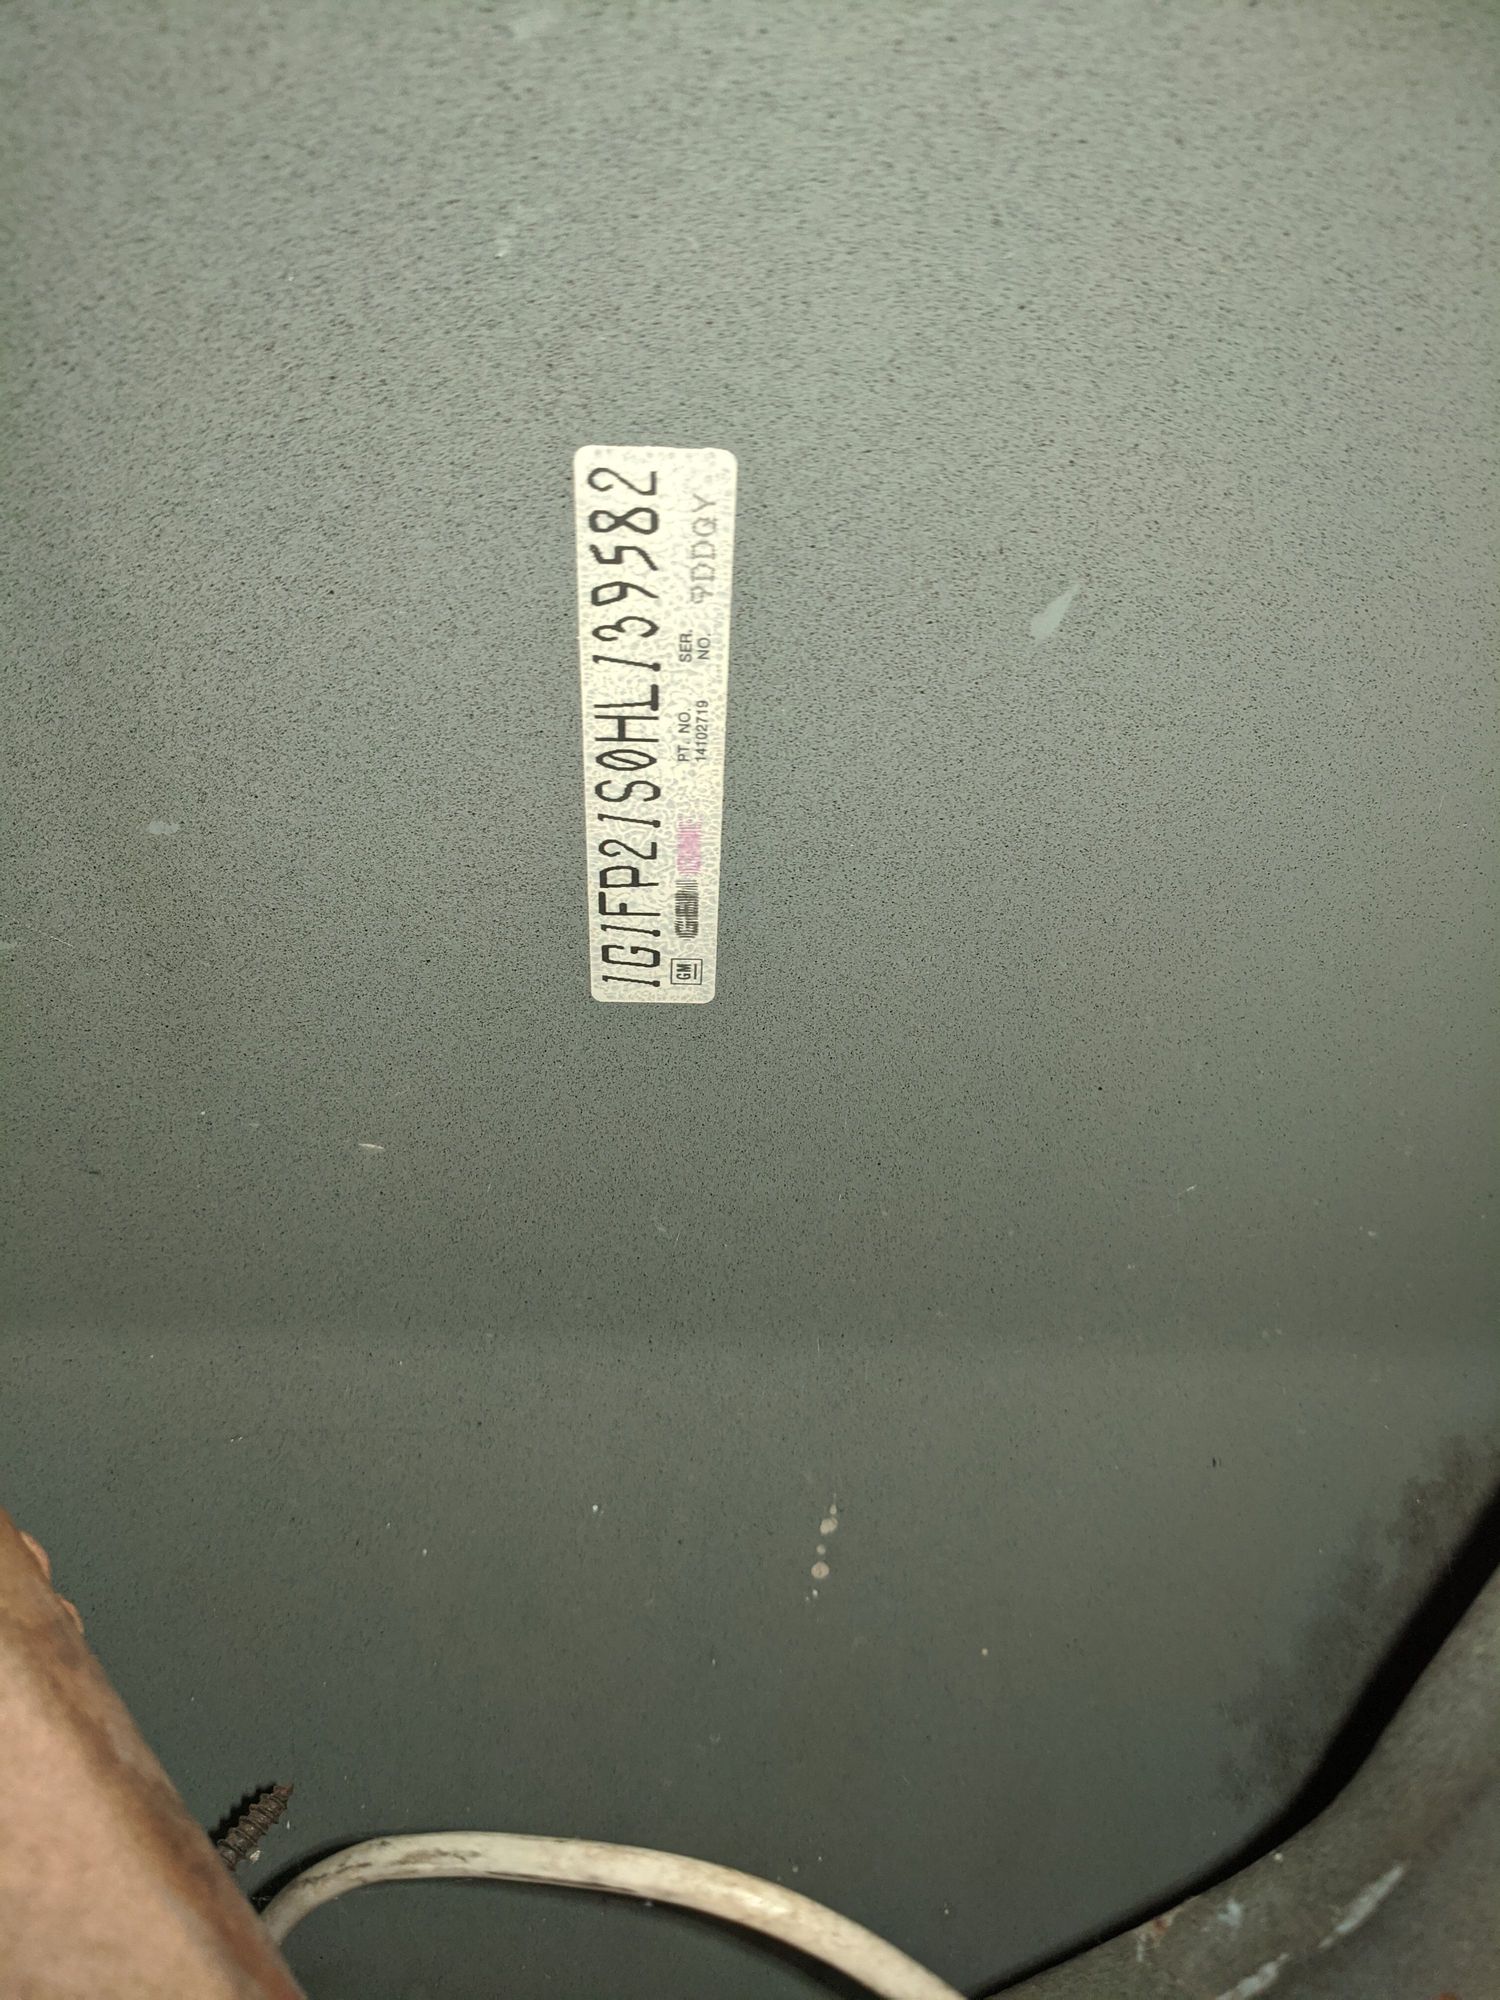 1G1FP21S0HL139582
GM
PT. NO.
14102719
SER.
NO.
9DDQY